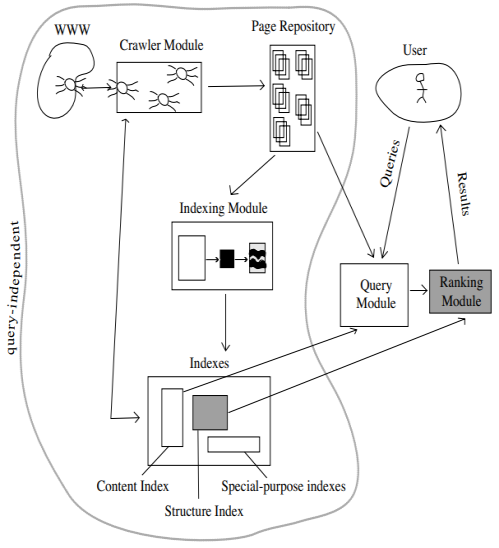 WWW
Crawler Module
Page Repository
User
Queries
Results
Indexing Module
query-independent
Query
Module
Ranking
Module
Indexes
Content Index
Special-purpose indexes
Structure Index